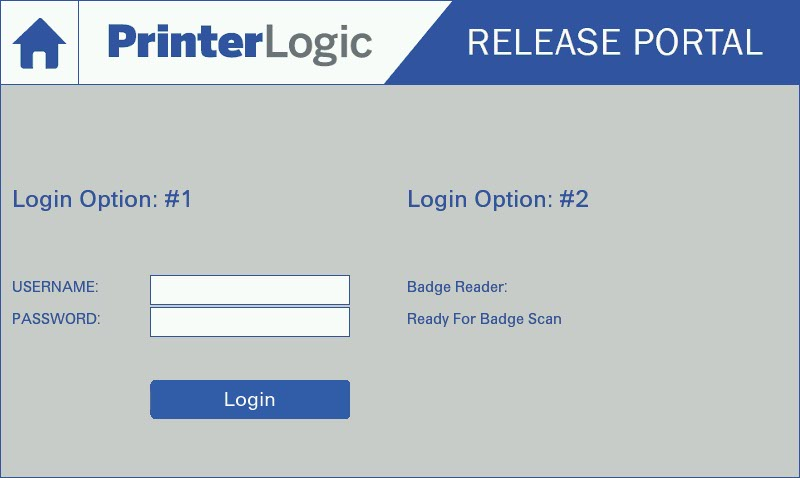 PrinterLogic RELEASE PORTAL
Login Option: #1
USERNAME:
PASSWORD:
Login
Login Option: #2
Badge Reader:
Ready For Badge Scan